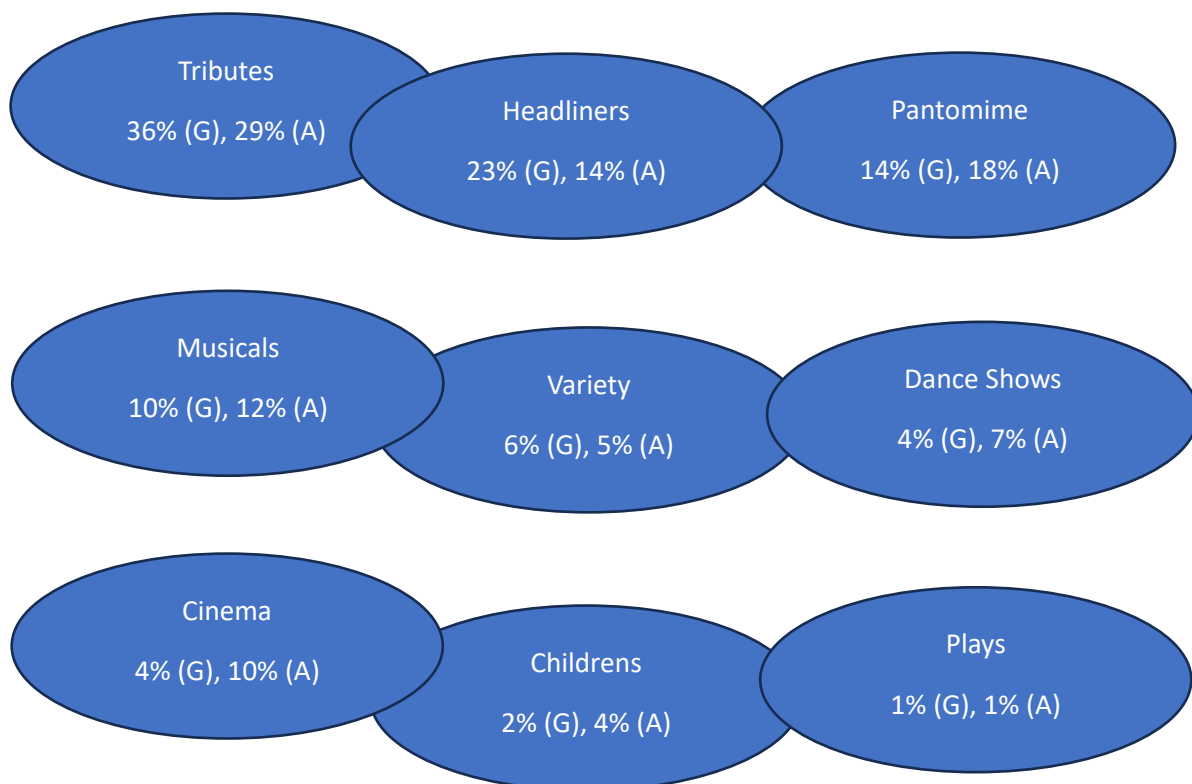 Tributes
36% (G), 29% (A)
Headliners
23% (G), 14% (A)
Pantomime
14% (G), 18% (A)
Musicals
10% (G), 12% (A)
Variety
6% (G), 5% (A)
Dance Shows
4% (G), 7% (A)
Cinema
4% (G), 10% (A)
Childrens
2% (G), 4% (A)
Plays
1% (G), 1% (A)